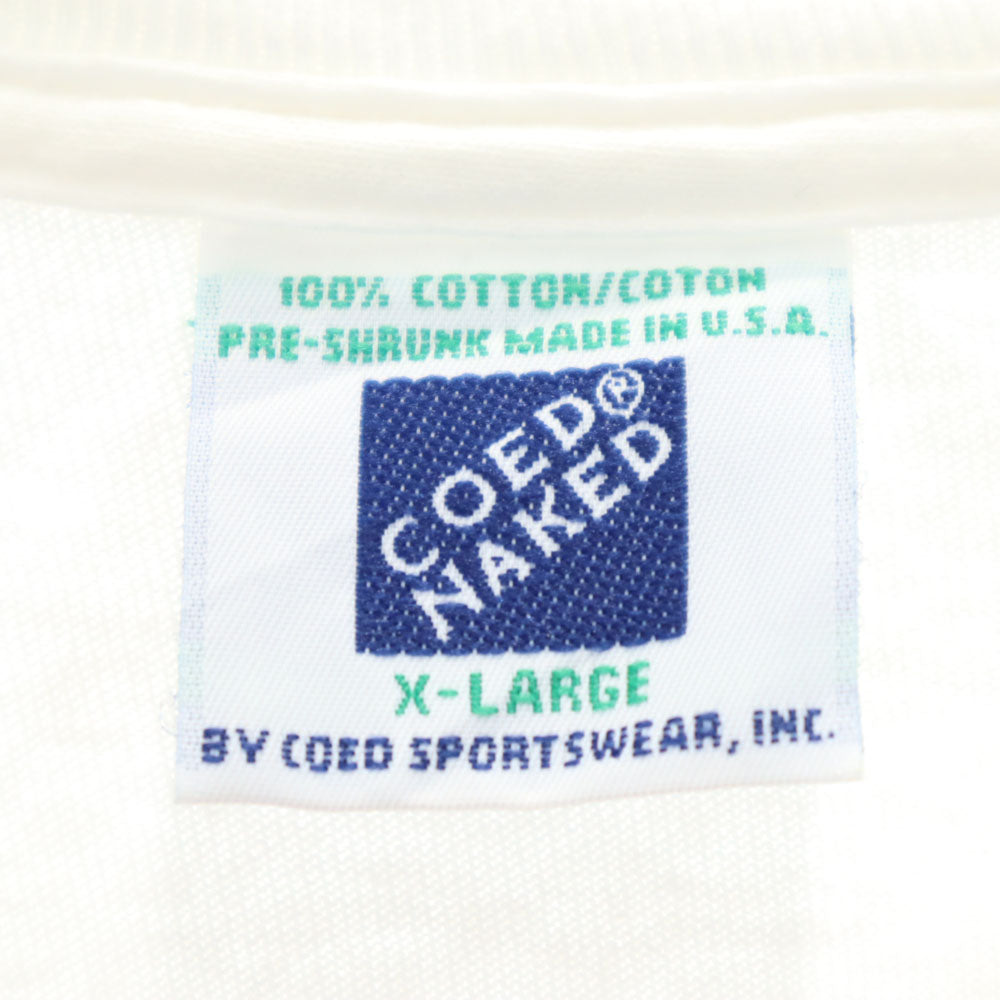 100% COTTON/COTON
PRE-SHRUNK MADE IN U.S.A.
COED®
NAKED
X-LARGE
BY COED SPORTSWEAR, INC.